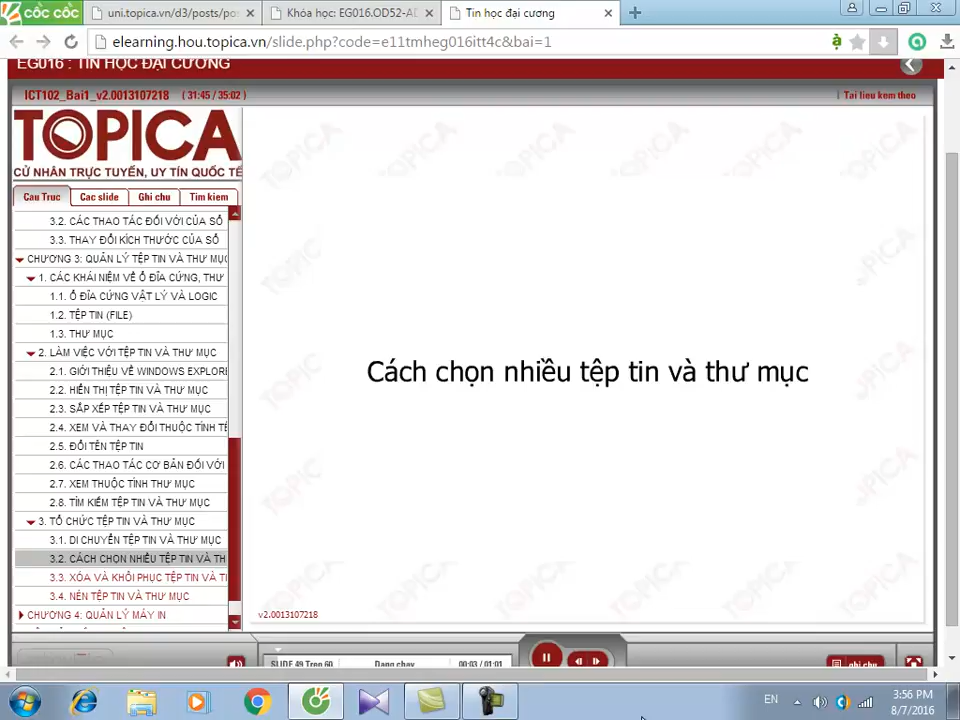 cốc cốc
uni.topica.vn/d3/posts/po
Khóa học: EG016.OD52-A
Tin học đại cương
elearning.hou.topica.vn/slide.php?code=e11tmheg016itt4c&bai=1
EG016 : TIN HỌC ĐẠI CƯƠNG
ICT102_Bai1_v2.0013107218 ( 31:45 / 35:02 )
Tai lieu kem theo
TOPICA
CỬ NHÂN TRỰC TUYẾN, UY TÍN QUỐC TẾ
Cau Truc Cac slide Ghi chu Tim kiem
3.2. CÁC THAO TÁC ĐỐI VỚI CỬA SỔ
3.3. THAY ĐỔI KÍCH THƯỚC CỦA SỔ
CHƯƠNG 3: QUẢN LÝ TỆP TIN VÀ THƯ MỤC
1. CÁC KHÁI NIỆM VỀ Ổ ĐĨA CỨNG, THƯ
1.1. Ổ ĐĨA CỨNG VẬT LÝ VÀ LOGIC
1.2. TỆP TIN (FILE)
1.3. THƯ MỤC
2. LÀM VIỆC VỚI TỆP TIN VÀ THƯ MỤC
2.1. GIỚI THIỆU VỀ WINDOWS EXPLORE
2.2. HIỂN THỊ TỆP TIN VÀ THƯ MỤC
2.3. SẮP XẾP TỆP TIN VÀ THƯ MỤC
2.4. XEM VÀ THAY ĐỔI THUỘC TÍNH TỆ
2.5. ĐỔI TÊN TỆP TIN
2.6. CÁC THAO TÁC CƠ BẢN ĐỐI VỚI
2.7. XEM THUỘC TÍNH THƯ MỤC
2.8. TÌM KIẾM TỆP TIN VÀ THƯ MỤC
3. TỔ CHỨC TỆP TIN VÀ THƯ MỤC
3.1. DI CHUYỂN TỆP TIN VÀ THƯ MỤC
3.2. CÁCH CHỌN NHIỀU TỆP TIN VÀ TH
3.3. XÓA VÀ KHÔI PHỤC TỆP TIN VÀ T
3.4. NÉN TỆP TIN VÀ THƯ MỤC
CHƯƠNG 4: QUẢN LÝ MÁY IN
Cách chọn nhiều tệp tin và thư mục
v2.0013107218
SLIDE 49 Trən 60 Dang chay 00:03 / 01:01
ghi chu
EN
3:56 PM
8/7/2016